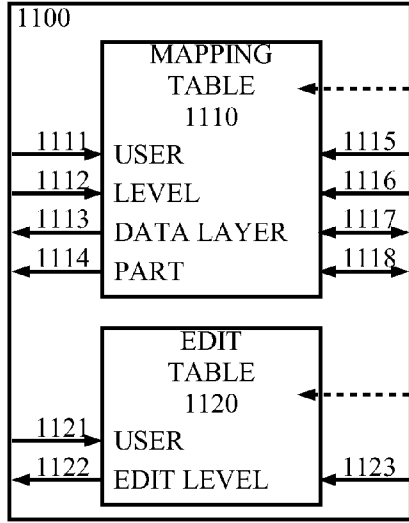 1100
MAPPING
TABLE
1110
1111 USER 1115
1112 LEVEL 1116
1113 DATA LAYER 1117
1114 PART 1118
EDIT
TABLE
1120
1121 USER
1122 EDIT LEVEL 1123